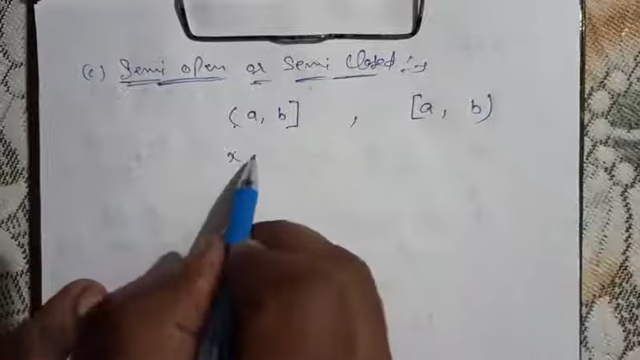 (c) Semi open or Semi Closed :-
(a, b] , [a, b)
x